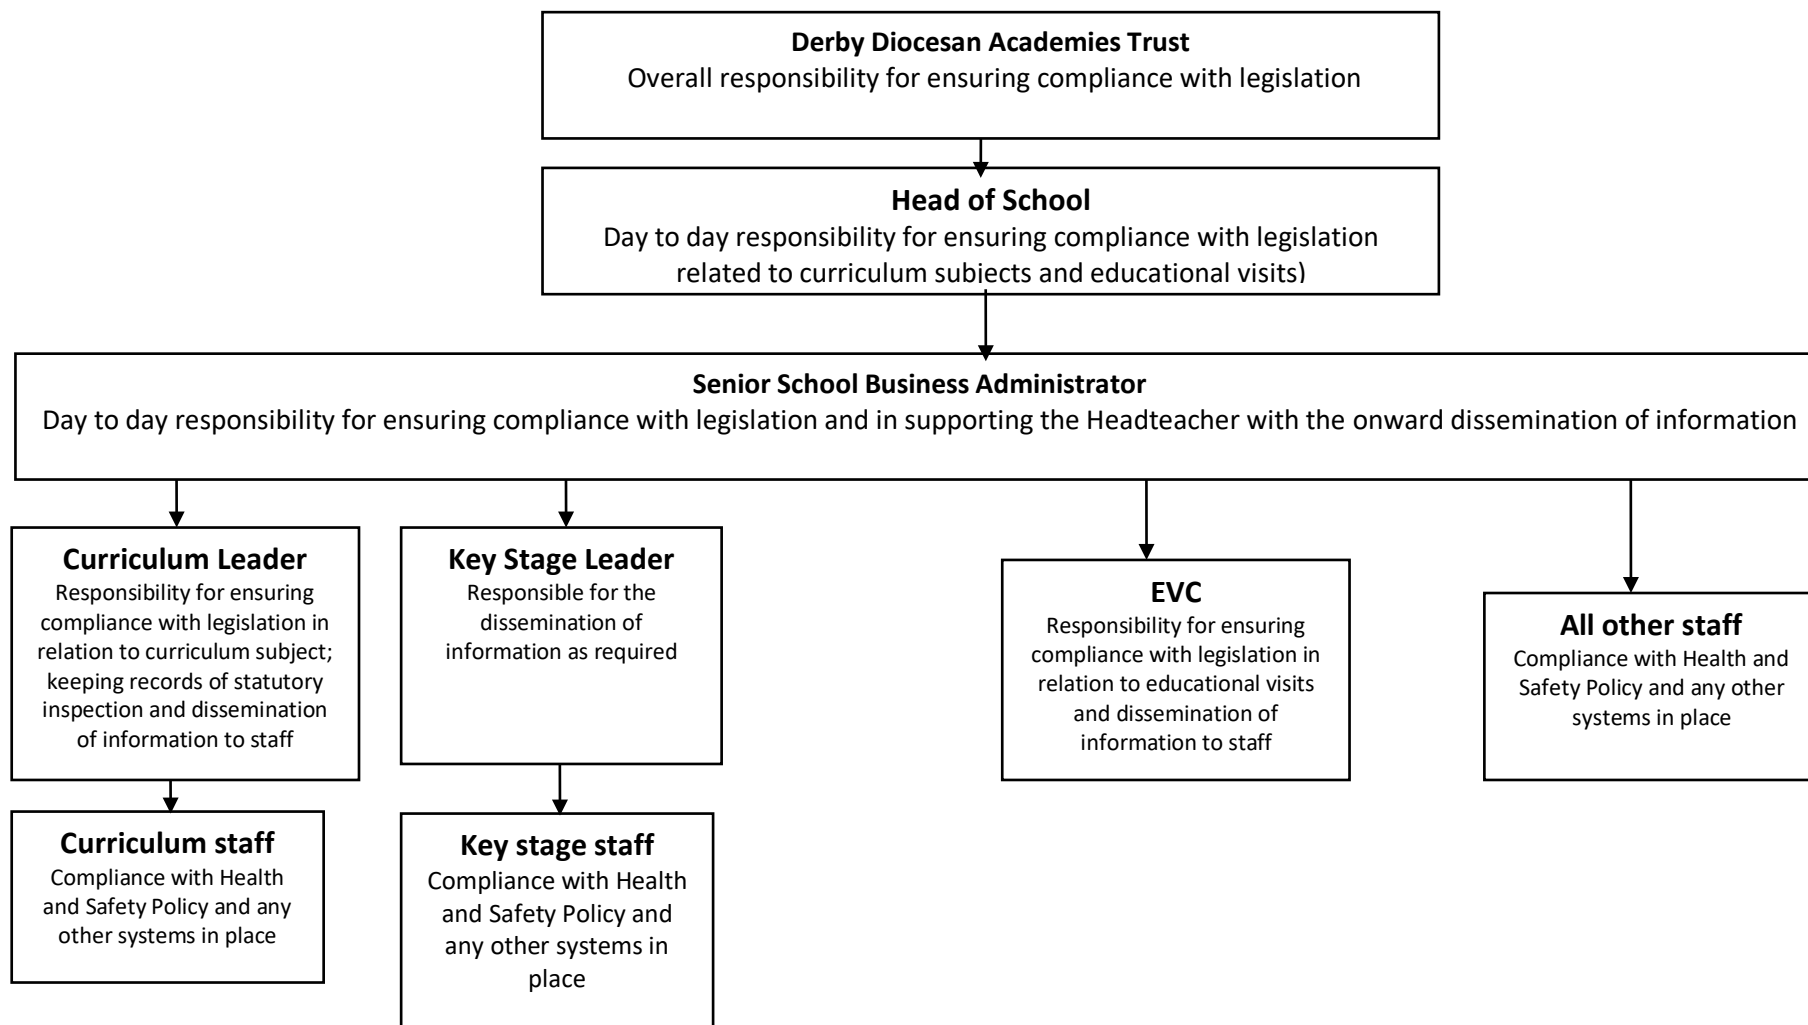 Derby Diocesan Academies Trust
Overall responsibility for ensuring compliance with legislation
Head of School
Day to day responsibility for ensuring compliance with legislation
related to curriculum subjects and educational visits)
Senior School Business Administrator
Day to day responsibility for ensuring compliance with legislation and in supporting the Headteacher with the onward dissemination of information
Curriculum Leader
Responsibility for ensuring
compliance with legislation in
relation to curriculum subject;
keeping records of statutory
inspection and dissemination
of information to staff
Key Stage Leader
Responsible for the
dissemination of
information as required
EVC
Responsibility for ensuring
compliance with legislation in
relation to educational visits
and dissemination of
information to staff
All other staff
Compliance with Health and
Safety Policy and any other
systems in place
Curriculum staff
Compliance with Health
and Safety Policy and any
other systems in place
Key stage staff
Compliance with Health
and Safety Policy and
any other systems in
place